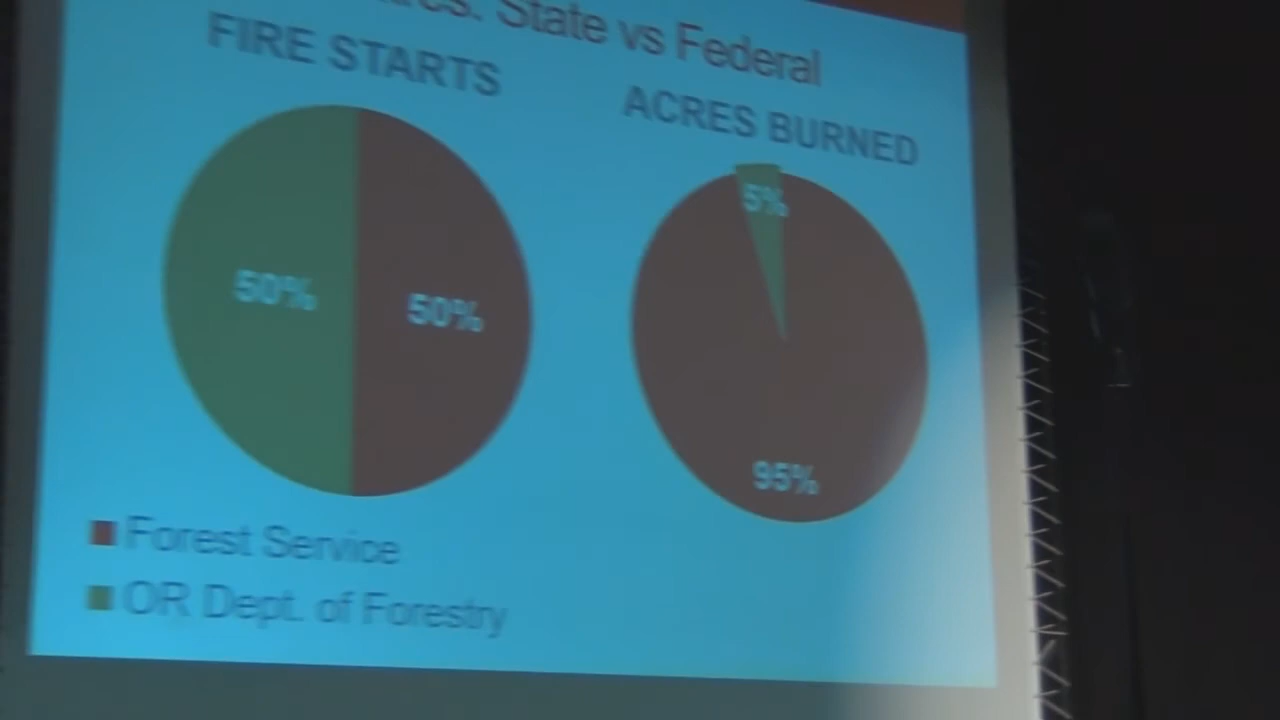 State vs Federal
FIRE STARTS
ACRES BURNED
50%
50%
5%
95%
Forest Service
OR Dept. of Forestry